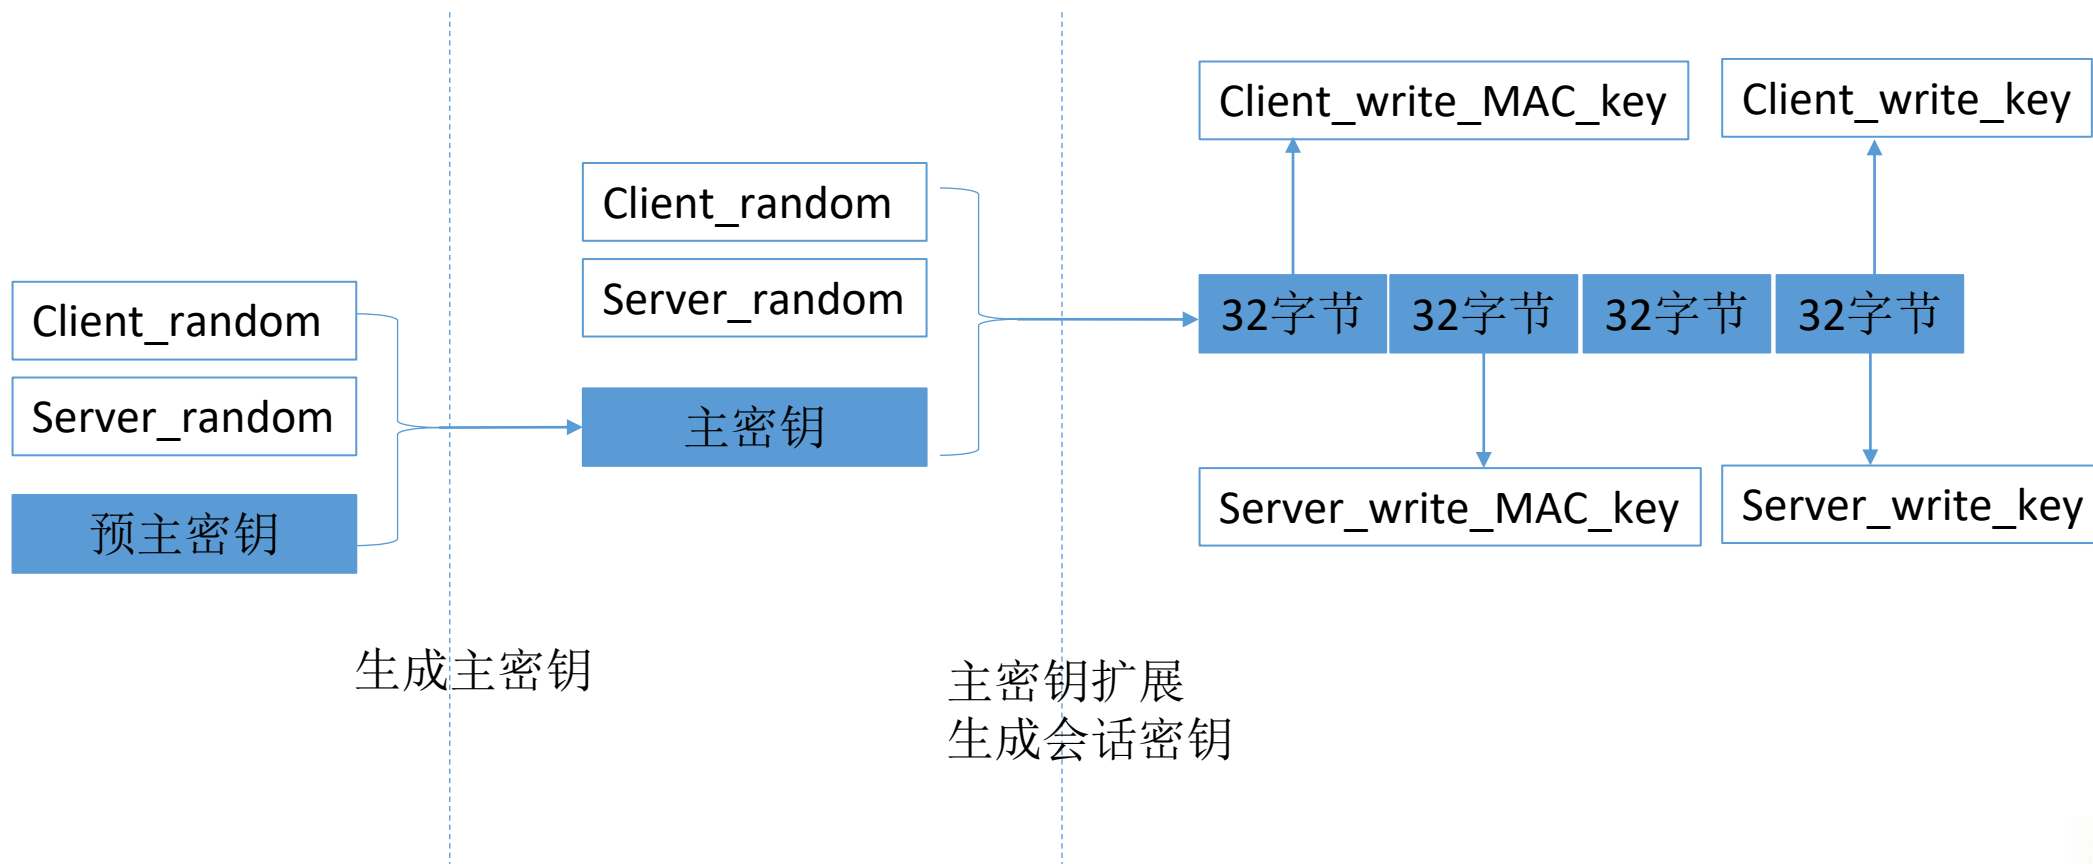 Client_random
Server_random
预主密钥
生成主密钥
Client_random
Server_random
主密钥
主密钥扩展
生成会话密钥
Client_write_MAC_key
Client_write_key
32字节
32字节
32字节
32字节
Server_write_MAC_key
Server_write_key